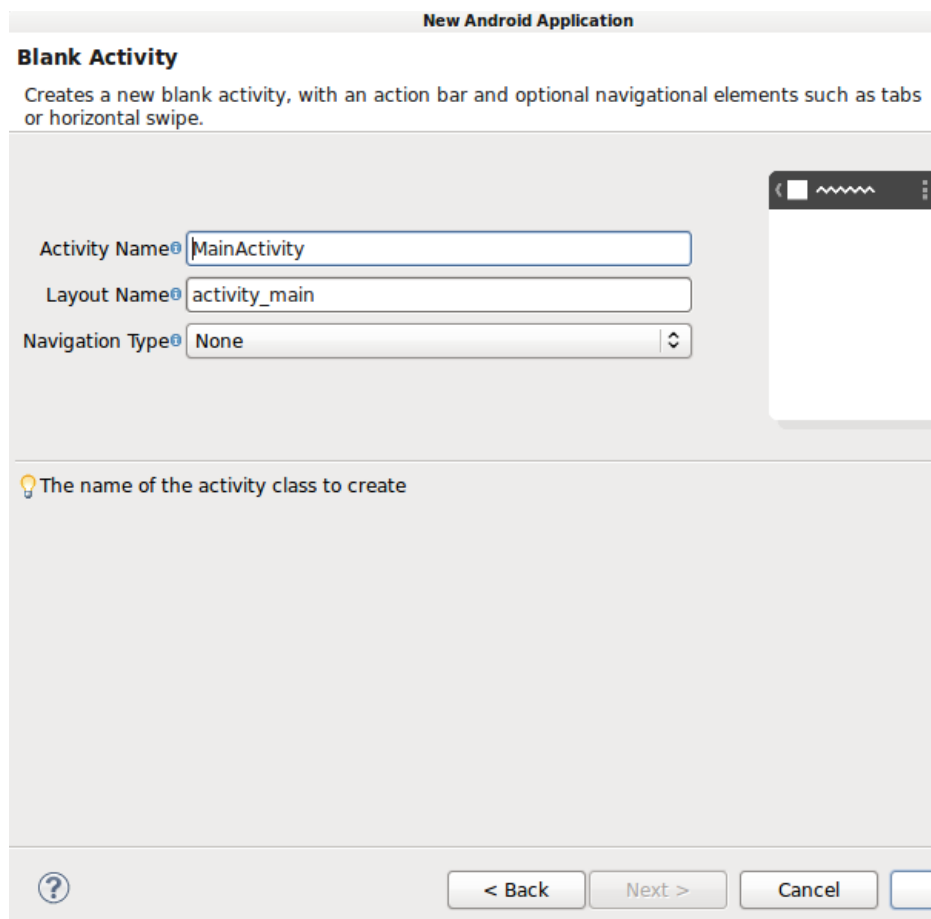 New Android Application
Blank Activity
Creates a new blank activity, with an action bar and optional navigational elements such as tabs
or horizontal swipe.
Activity Name MainActivity
Layout Name activity_main
Navigation Type None
The name of the activity class to create
? < Back Next > Cancel